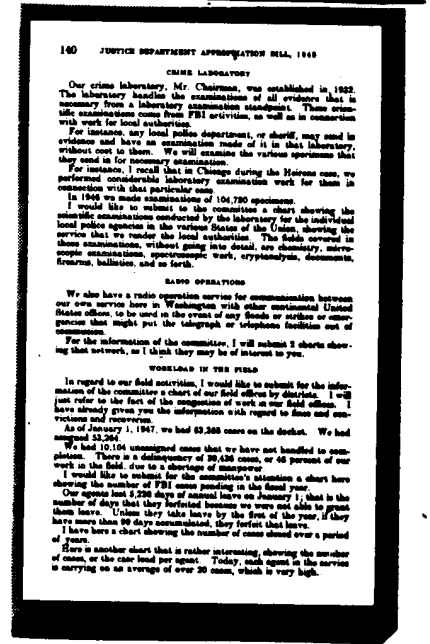 140 JUSTICE DEPARTMENT APPROPRIATION BILL, 1948
CRIME LABORATORY
Our crime laboratory, Mr. Chairman, was established in 1932.
The laboratory handles the examinations of all evidence that is
necessary from a laboratory examination standpoint. These scien-
tific examinations come from FBI activities, as well as in connection
with work for local authorities.
For instance, any local police department, or sheriff, may send in
evidence and have an examination made of it in that laboratory,
without cost to them. We will examine the various specimens that
they send in for necessary examination.
For instance, I recall that in Chicago during the Heirens case, we
performed considerable laboratory examination work for them in
connection with that particular case.
In 1946 we made examinations of 104,780 specimens.
I would like to submit to the committee a chart showing the
scientific examinations conducted by the laboratory for the individual
local police agencies in the various States of the Union, showing the
service that we render the local authorities. The fields covered in
those examinations, without going into detail, are chemistry, micro-
scopic examinations, spectroscopic work, cryptanalysis, documents,
firearms, ballistics, and so forth.
RADIO OPERATIONS
We also have a radio operation service for communication between
our own service here in Washington with other continental United
States offices, to be used in the event of any floods or strikes or emer-
gencies that might put the telegraph or telephone facilities out of
commission.
For the information of the committee, I will submit 2 charts show-
ing that network, as I think they may be of interest to you.
WORKLOAD IN THE FIELD
In regard to our field activities, I would like to submit for the infor-
mation of the committee a chart of our field offices by districts. I will
just refer to the fact of the congestion of work in our field offices. I
have already given you the information with regard to fines and con-
victions and recoveries.
As of January 1, 1947, we had 63,368 cases on the docket. We had
assigned 53,264.
We had 10,104 unassigned cases that we have not handled to com-
pletion. There is a delinquency of 45 percent of our
work in the field, due to a shortage of manpower.
I would like to submit for the committee's attention a chart here
showing the number of FBI cases pending in the fiscal year.
Our agents lost 5,238 days of annual leave on January 1; that is the
number of days that they forfeited because we were not able to grant
them leave. Unless they take leave by the first of the year, if they
have more than 90 days accumulated, they forfeit that leave.
I have here a chart showing the number of cases closed over a period
of years.
Here is another chart that is rather interesting, showing the number
of cases, or the case load per agent. Today, each agent in the service
is carrying on an average of over 20 cases, which is very high.